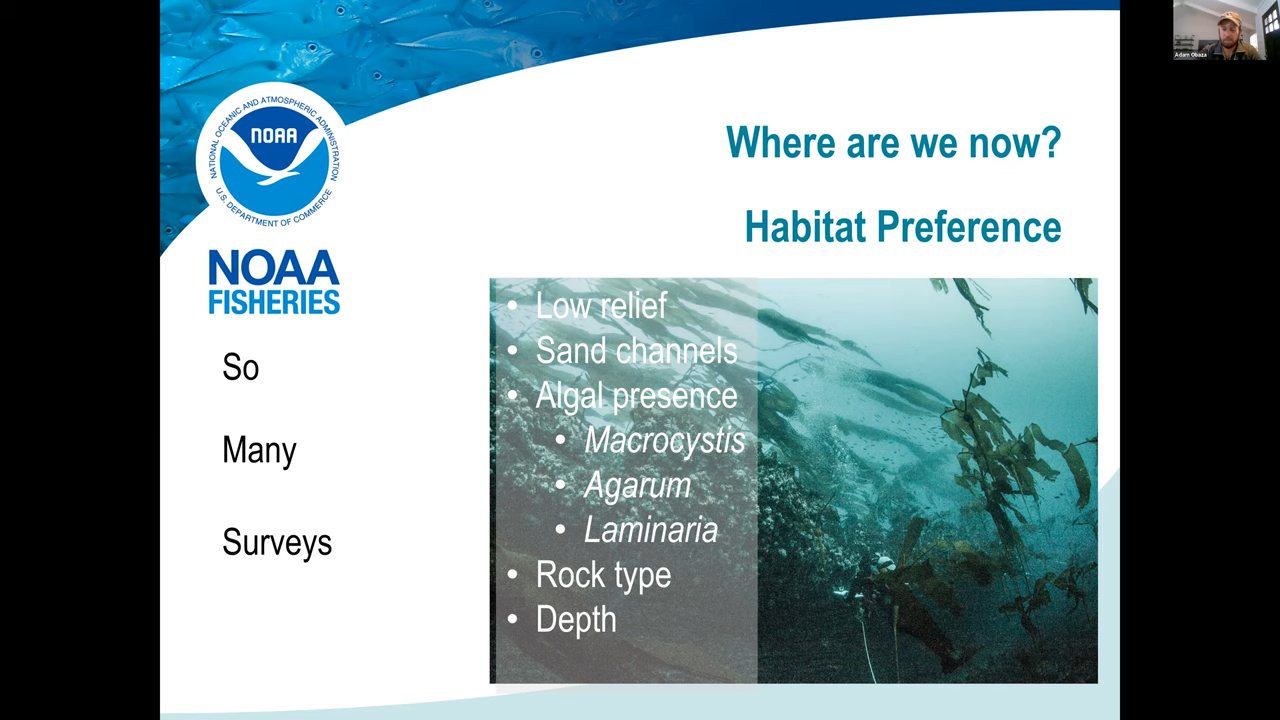 NATIONAL OCEANIC AND ATMOSPHERIC ADMINISTRATION
NOAA
U.S. DEPARTMENT OF COMMERCE
NOAA
FISHERIES
Where are we now?
Habitat Preference
So
Many
Surveys
• Low relief
• Sand channels
• Algal presence
• Macrocystis
• Agarum
• Laminaria
• Rock type
• Depth
Adam Obaza